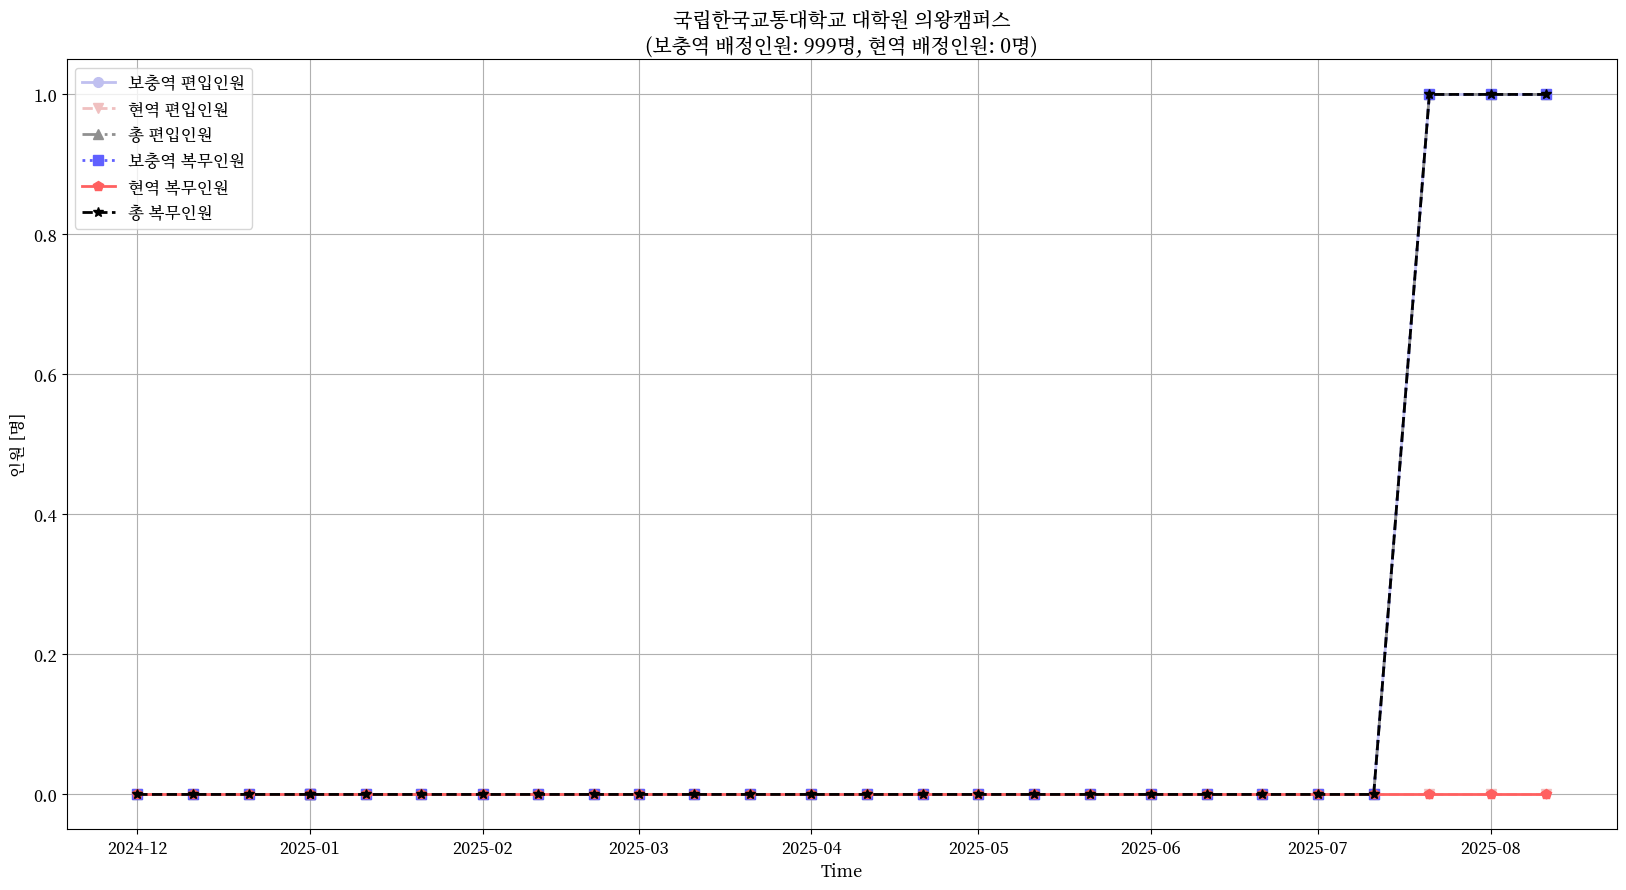 국립한국교통대학교 대학원 의왕캠퍼스
(보충역 배정인원: 999명, 현역 배정인원: 0명)
보충역 편입인원
현역 편입인원
총 편입인원
보충역 복무인원
현역 복무인원
총 복무인원
1.0
0.8
0.6
0.4
0.2
0.0
인원 [명]
2024-12
2025-01
2025-02
2025-03
2025-04
2025-05
2025-06
2025-07
2025-08
Time